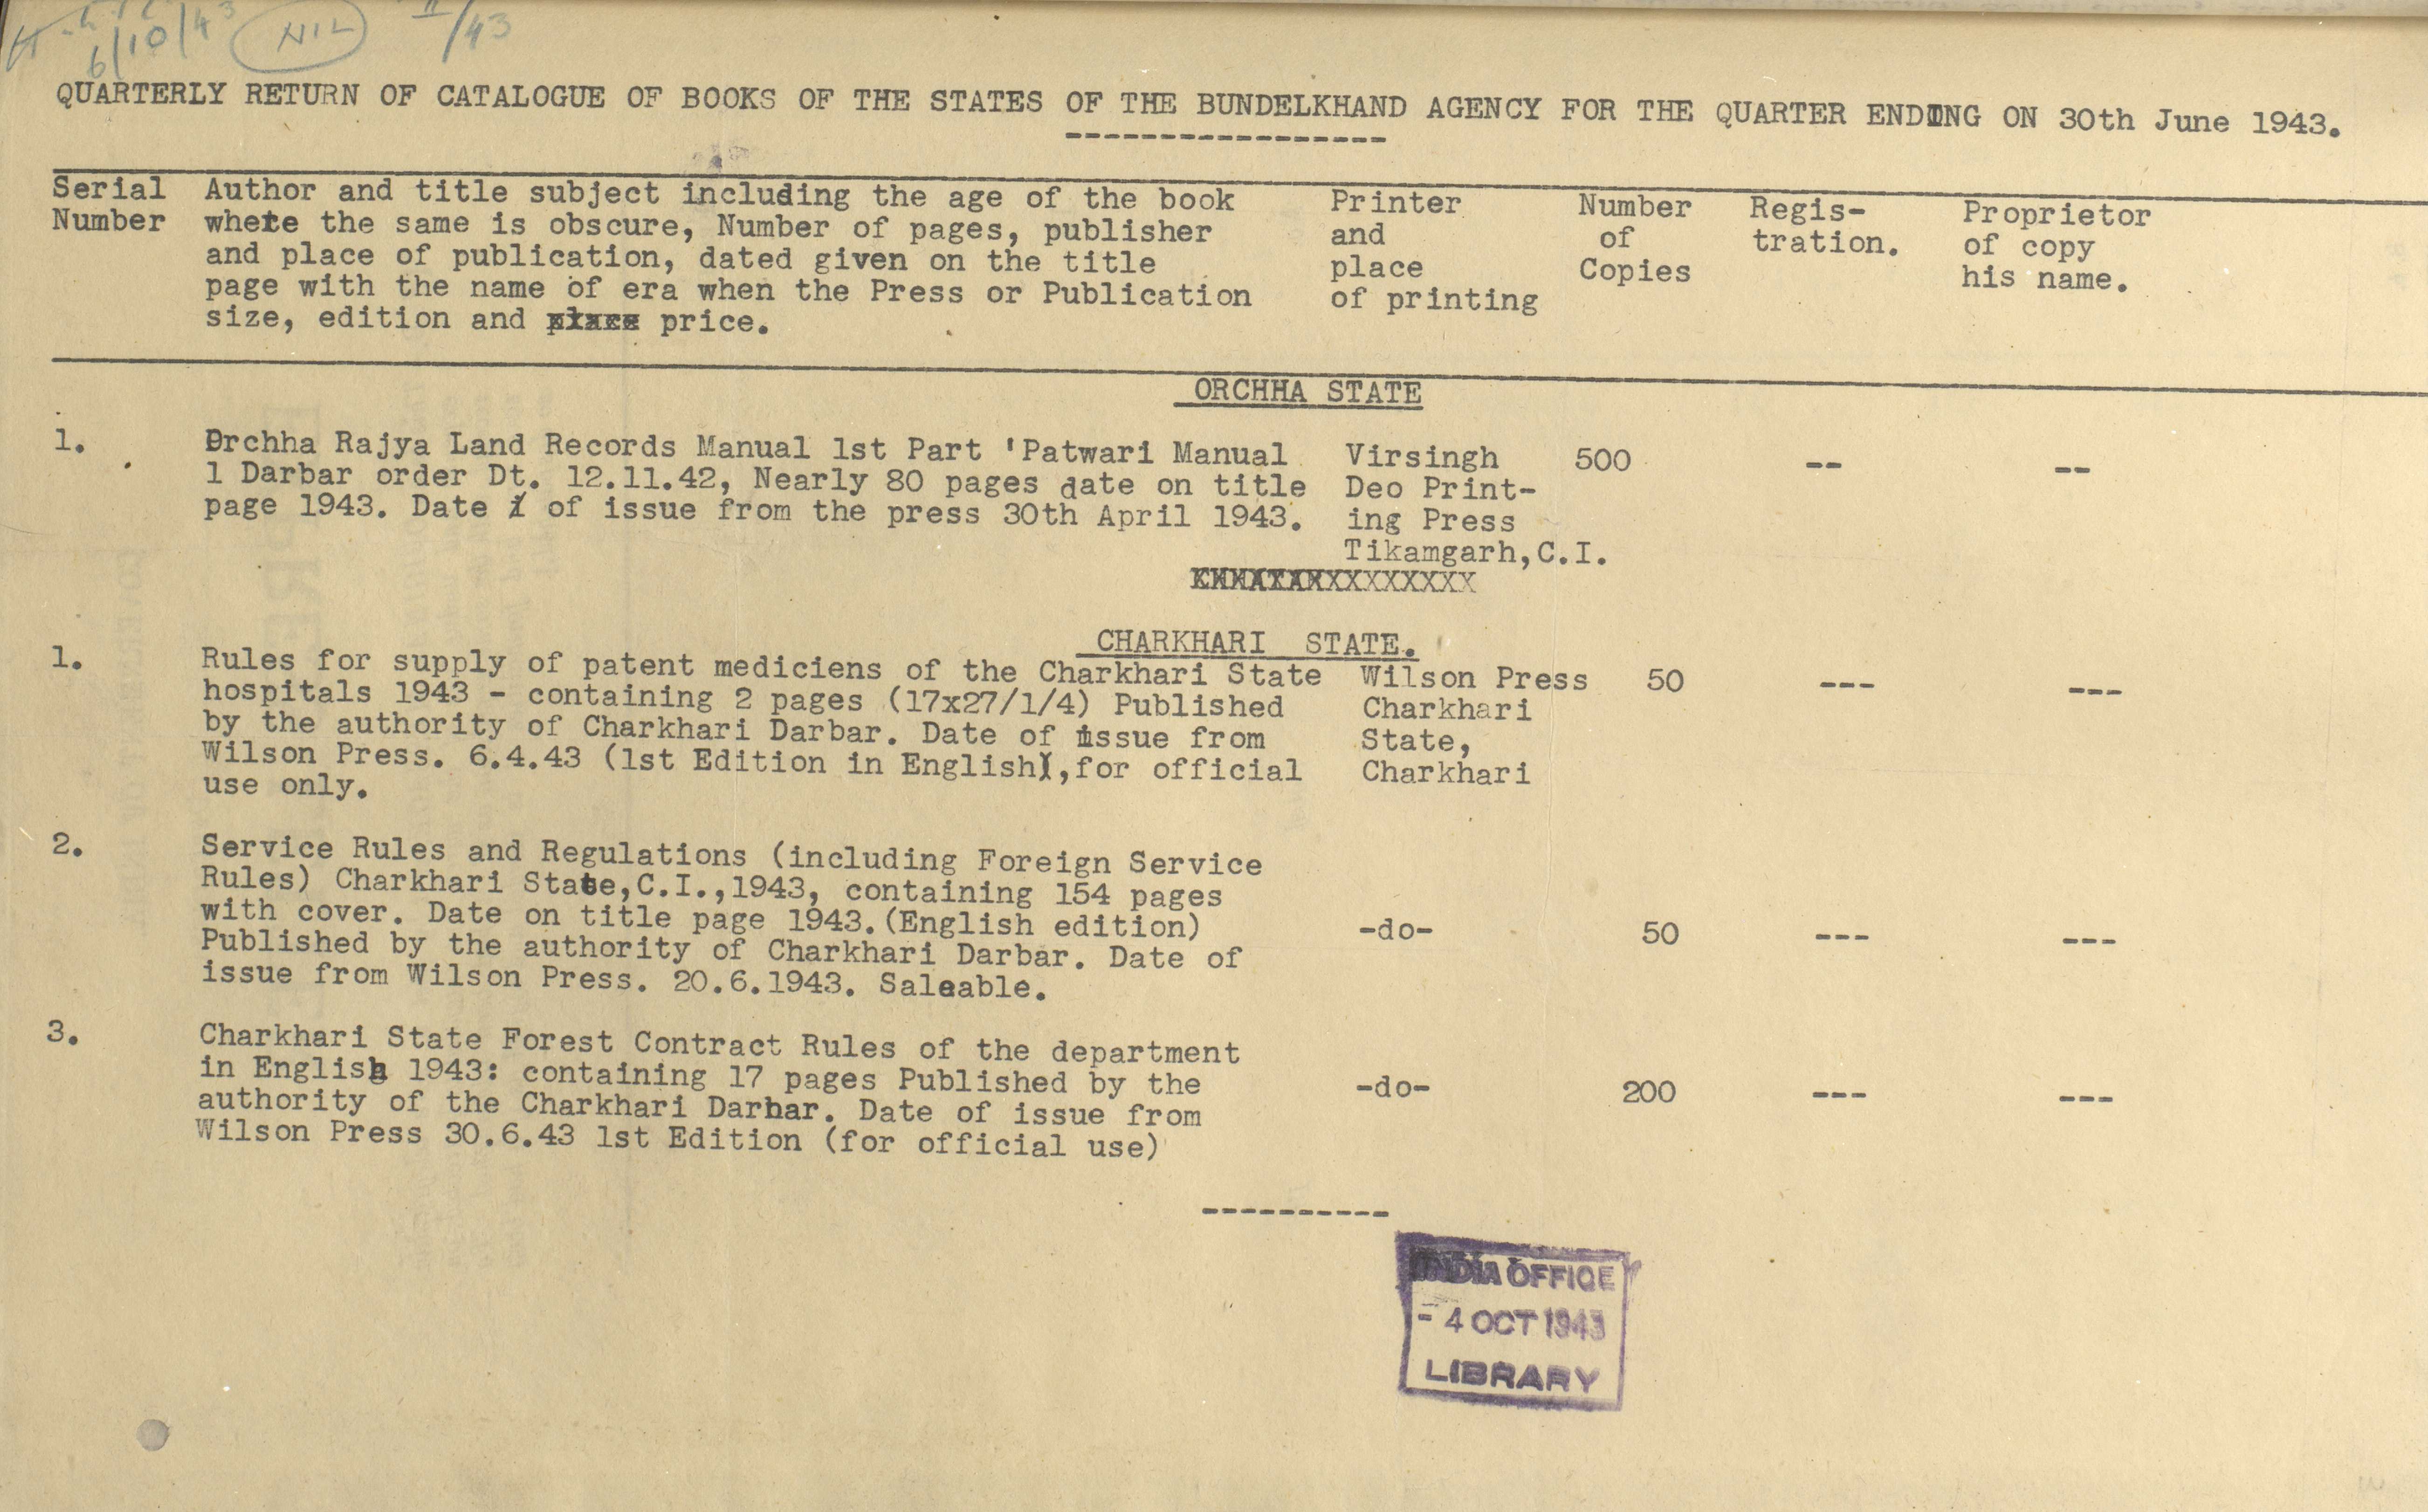 6/10/43 NIL II/43
QUARTERLY RETURN OF CATALOGUE OF BOOKS OF THE STATES OF THE BUNDELKHAND AGENCY FOR THE QUARTER ENDING ON 30th June 1943.
-----------------
Serial Author and title subject including the age of the book Printer Number Regis- Proprietor
Number where the same is obscure, Number of pages, publisher and of tration. of copy
and place of publication, dated given on the title place Copies his name.
page with the name of era when the Press or Publication of printing
size, edition and price.
ORCHHA STATE
1. Orchha Rajya Land Records Manual 1st Part 'Patwari Manual Virsingh 500 -- --
1 Darbar order Dt. 12.11.42, Nearly 80 pages date on title Deo Print-
page 1943. Date of issue from the press 30th April 1943. ing Press
Tikamgarh,C.I.
CHARKHARI STATE.
1. Rules for supply of patent mediciens of the Charkhari State Wilson Press 50 --- ---
hospitals 1943 - containing 2 pages (17x27/1/4) Published Charkhari
by the authority of Charkhari Darbar. Date of issue from State,
Wilson Press. 6.4.43 (1st Edition in English),for official Charkhari
use only.
2. Service Rules and Regulations (including Foreign Service
Rules) Charkhari State,C.I.,1943, containing 154 pages
with cover. Date on title page 1943.(English edition) -do- 50 --- ---
Published by the authority of Charkhari Darbar. Date of
issue from Wilson Press. 20.6.1943. Saleable.
3. Charkhari State Forest Contract Rules of the department
in English 1943: containing 17 pages Published by the -do- 200 --- ---
authority of the Charkhari Darhar. Date of issue from
Wilson Press 30.6.43 1st Edition (for official use)
----------
INDIA OFFICE
- 4 OCT 1943
LIBRARY